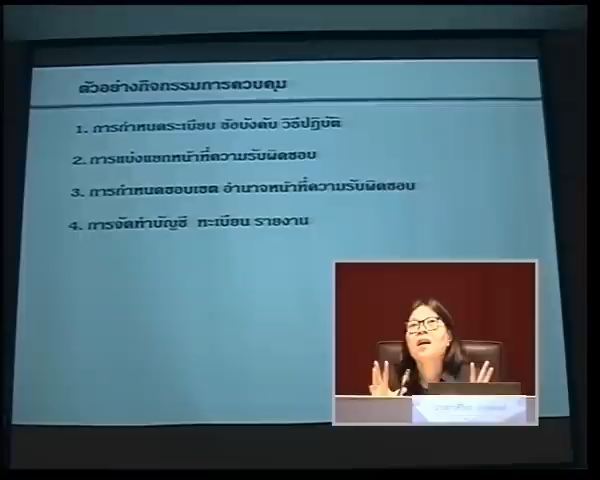 ตัวอย่างกิจกรรมการควบคุม
1. การกำหนดระเบียบ ข้อบังคับ วิธีปฏิบัติ
2. การแบ่งแยกหน้าที่ความรับผิดชอบ
3. การกำหนดขอบเขต อำนาจหน้าที่ความรับผิดชอบ
4. การจัดทำบัญชี ทะเบียน รายงาน